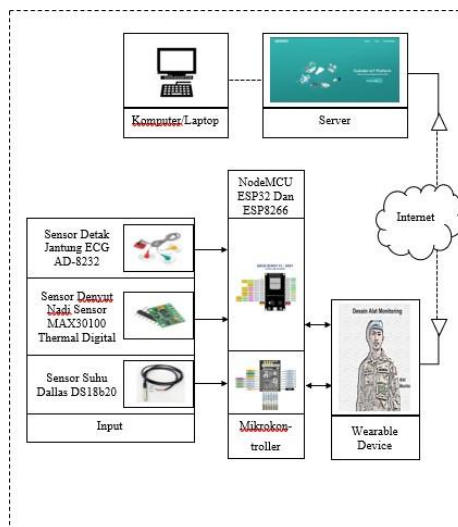 Komputer/Laptop
Server
NodeMCU
ESP32 Dan
ESP8266
Internet
Sensor Detak
Jantung ECG
AD-8232
Sensor Denyut
Nadi Sensor
MAX30100
Thermal Digital
Sensor Suhu
Dallas DS18b20
Input
Mikrokon-
troller
Desain Alat Monitoring
Wearable
Device